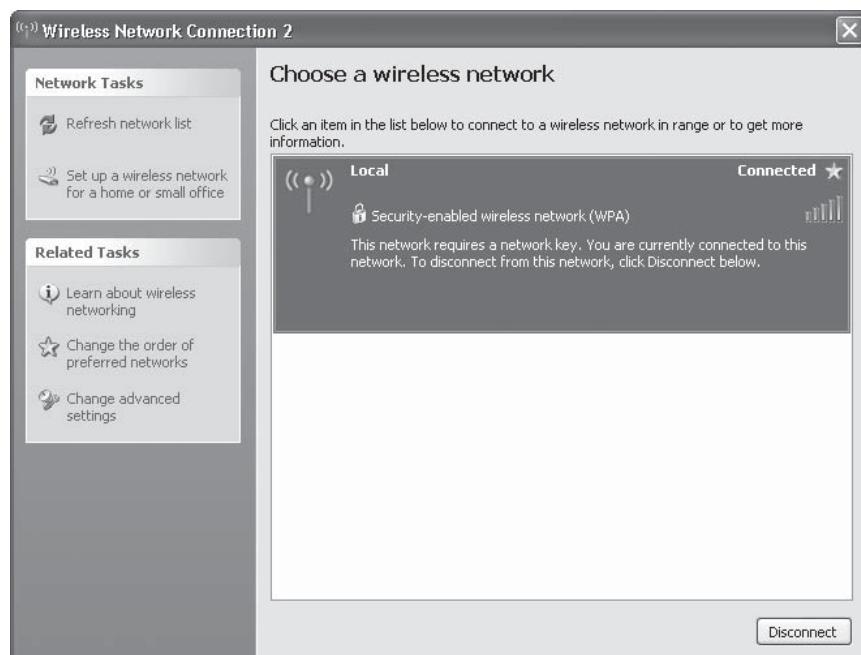 Wireless Network Connection 2
Network Tasks
Refresh network list
Set up a wireless network
for a home or small office
Related Tasks
Learn about wireless
networking
Change the order of
preferred networks
Change advanced
settings
Choose a wireless network
Click an item in the list below to connect to a wireless network in range or to get more
information.
Local
Connected
Security-enabled wireless network (WPA)
This network requires a network key. You are currently connected to this
network. To disconnect from this network, click Disconnect below.
Disconnect